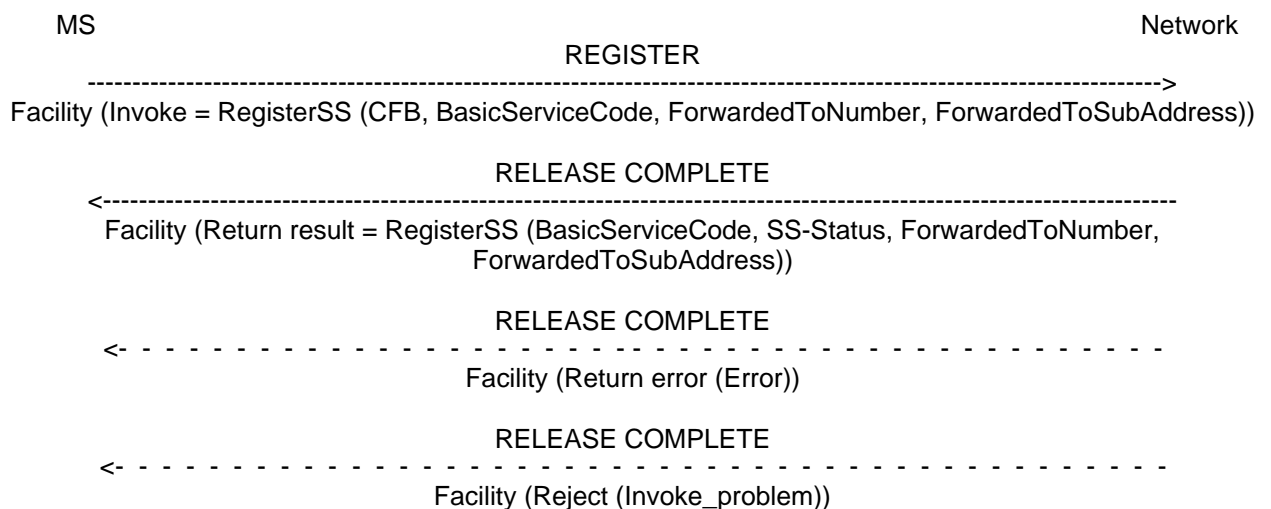 MS Network
REGISTER
------------------------------------------------------------------------------------------------------------------------>
Facility (Invoke = RegisterSS (CFB, BasicServiceCode, ForwardedToNumber, ForwardedToSubAddress))
RELEASE COMPLETE
<------------------------------------------------------------------------------------------------------------------------
Facility (Return result = RegisterSS (BasicServiceCode, SS-Status, ForwardedToNumber,
ForwardedToSubAddress))
RELEASE COMPLETE
<- - - - - - - - - - - - - - - - - - - - - - -- - - - - - - - - - - - - - - - - - - - - - -
Facility (Return error (Error))
RELEASE COMPLETE
<- - - - - - - - - - - - - - - - - - - - - - - - - - - - - - - - - - - - - - - - - - - - - -
Facility (Reject (Invoke_problem))